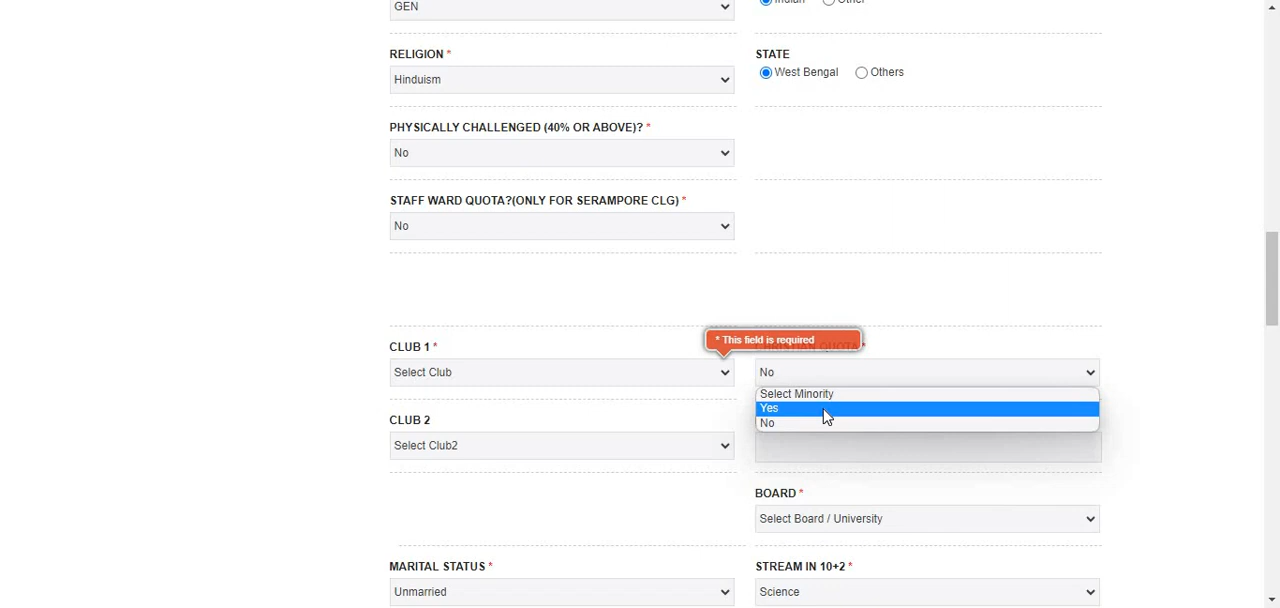 GEN
Indian Other
RELIGION *
STATE
Hinduism
West Bengal Others
PHYSICALLY CHALLENGED (40% OR ABOVE)? *
No
STAFF WARD QUOTA?(ONLY FOR SERAMPORE CLG) *
No
* This field is required
CLUB 1 *
CHRISTIAN QUOTA *
Select Club
No
Select Minority
Yes
No
CLUB 2
Select Club2
BOARD *
Select Board / University
MARITAL STATUS *
STREAM IN 10+2 *
Unmarried
Science